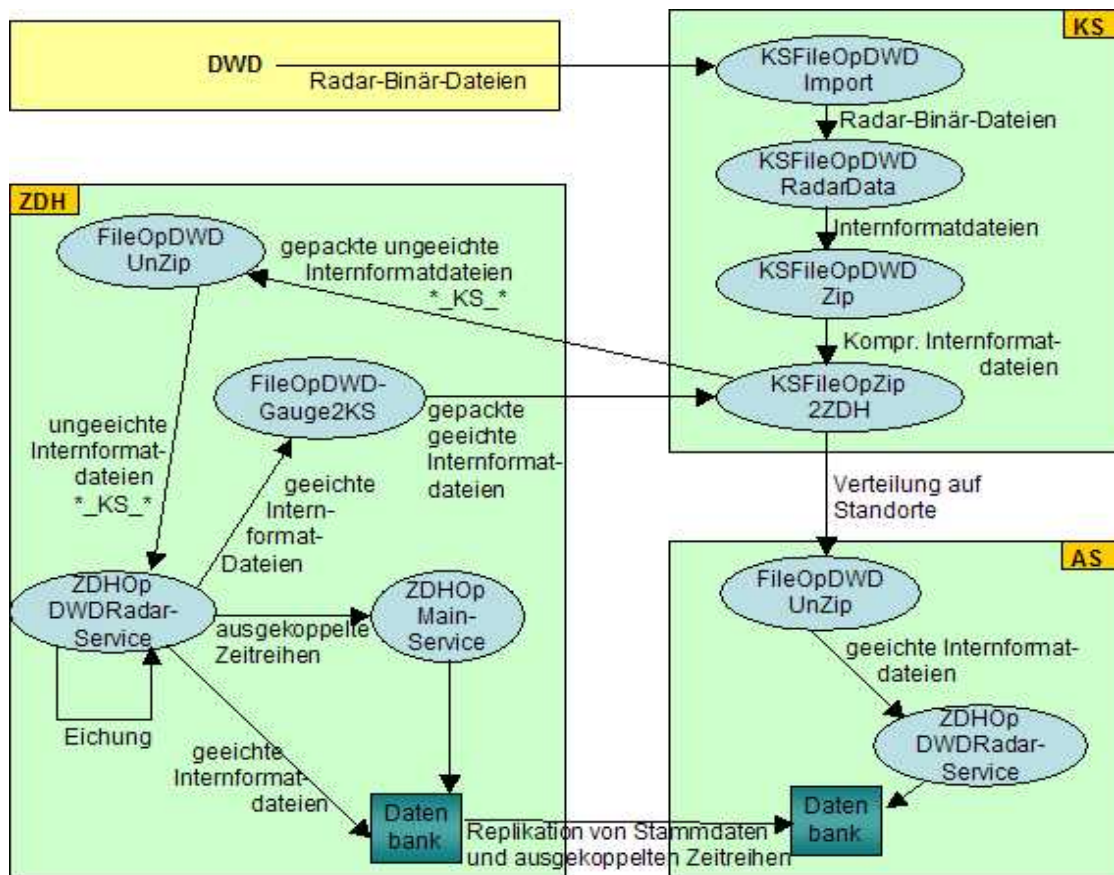 DWD
Radar-Binär-Dateien
KS
KSFileOpDWD
Import
Radar-Binär-Dateien
KSFileOpDWD
RadarData
Internformatdateien
KSFileOpDWD
Zip
Kompr. Internformat-
dateien
KSFileOpZip
2ZDH
ZDH
FileOpDWD
UnZip
gepackte ungeeichte
Internformatdateien
*_KS_*
FileOpDWD-
Gauge2KS
gepackte
geeichte
Internformat-
dateien
ungeeichte
Internformat-
dateien
*_KS_*
geeichte
Intern-
format-
Dateien
ZDHOp
DWDRadar-
Service
ausgekoppelte
Zeitreihen
ZDHOp
Main-
Service
Eichung
geeichte
Internformat-
dateien
Daten
bank
Verteilung auf
Standorte
AS
FileOpDWD
UnZip
geeichte Internformat-
dateien
ZDHOp
DWDRadar-
Service
Daten
bank
Replikation von Stammdaten
und ausgekoppelten Zeitreihen